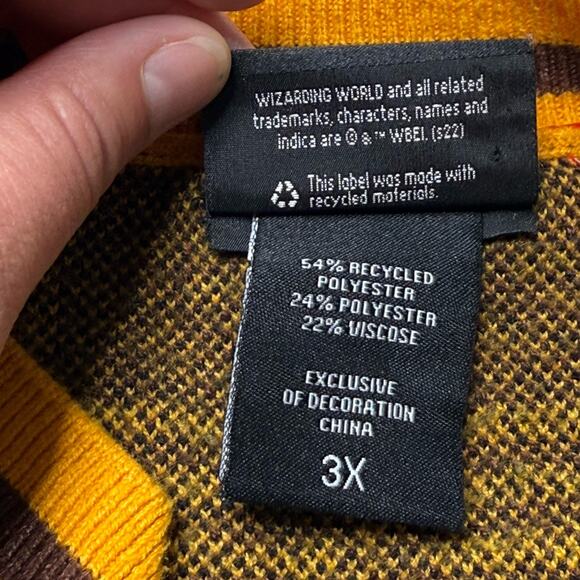 WIZARDING WORLD and all related
trademarks, characters, names and
indica are © & ™ WBEI. (s22)
This label was made with
recycled materials.
54% RECYCLED
POLYESTER
24% POLYESTER
22% VISCOSE
EXCLUSIVE
OF DECORATION
CHINA
3X